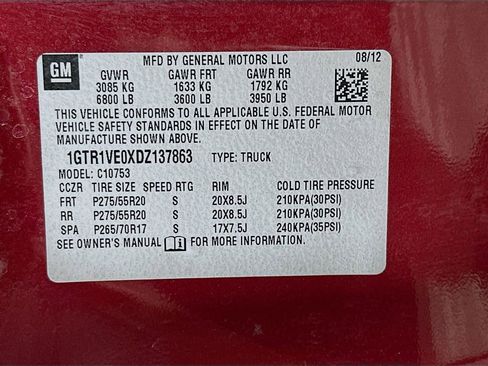 GM
MFD BY GENERAL MOTORS LLC 08/12
GVWR GAWR FRT GAWR RR
3085 KG 1633 KG 1792 KG
6800 LB 3600 LB 3950 LB
THIS VEHICLE CONFORMS TO ALL APPLICABLE U.S. FEDERAL MOTOR
VEHICLE SAFETY STANDARDS IN EFFECT ON THE DATE OF
MANUFACTURE SHOWN ABOVE.
1GTR1VE0XDZ137863 TYPE: TRUCK
MODEL: C10753
CCZR TIRE SIZE SPEED RTG RIM COLD TIRE PRESSURE
FRT P275/55R20 S 20X8.5J 210KPA(30PSI)
RR P275/55R20 S 20X8.5J 210KPA(30PSI)
SPA P265/70R17 S 17X7.5J 240KPA(35PSI)
SEE OWNER'S MANUAL FOR MORE INFORMATION.